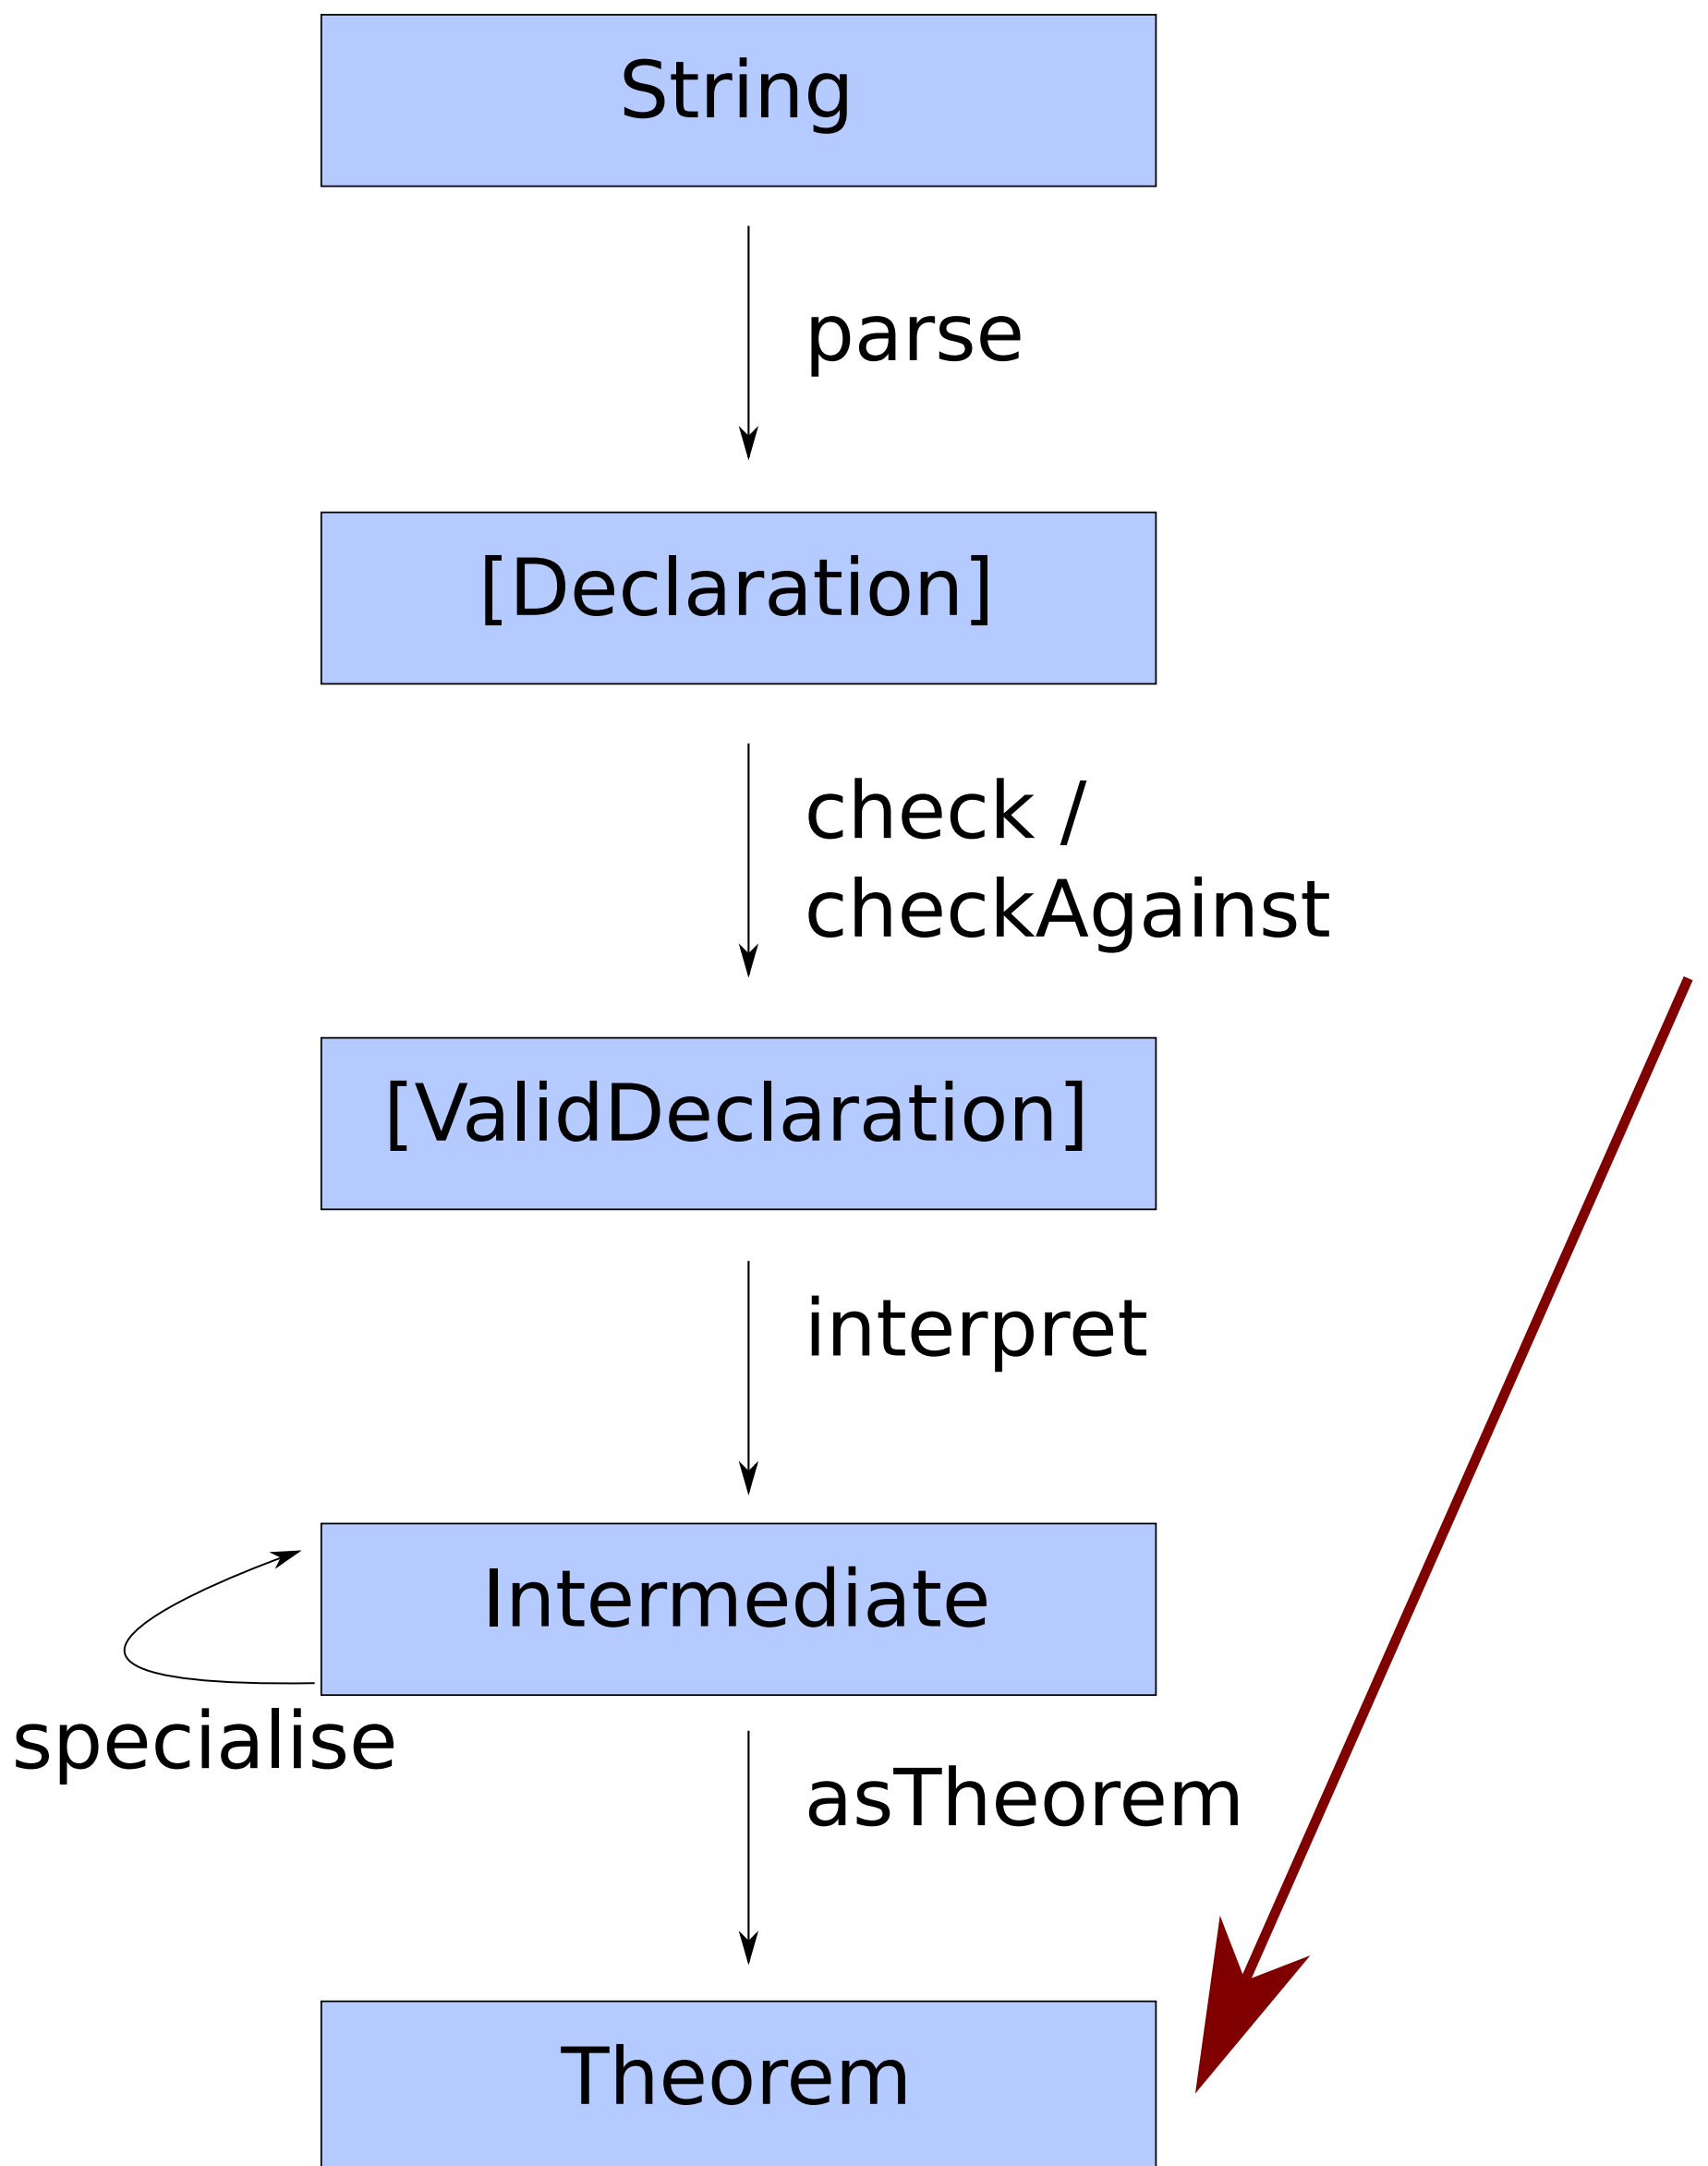 String
parse
[Declaration]
check /
checkAgainst
[ValidDeclaration]
interpret
Intermediate
specialise
asTheorem
Theorem